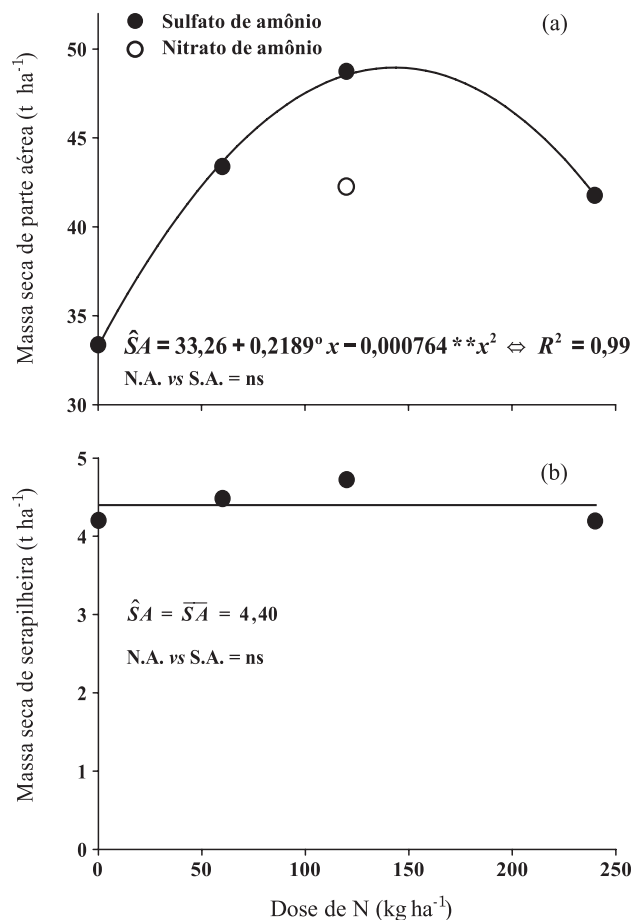 Sulfato de amônio
(a)
Nitrato de amônio
Massa seca de parte aérea (t ha⁻¹)
50
45
40
35
30
ŜA = 33,26 + 0,2189º x – 0,000764 **x² ⇔ R² = 0,99
N.A. vs S.A. = ns
(b)
Massa seca de serapilheira (t ha⁻¹)
5
4
3
2
1
0
ŜA = S̅A̅ = 4,40
N.A. vs S.A. = ns
0 50 100 150 200 250
Dose de N (kg ha⁻¹)